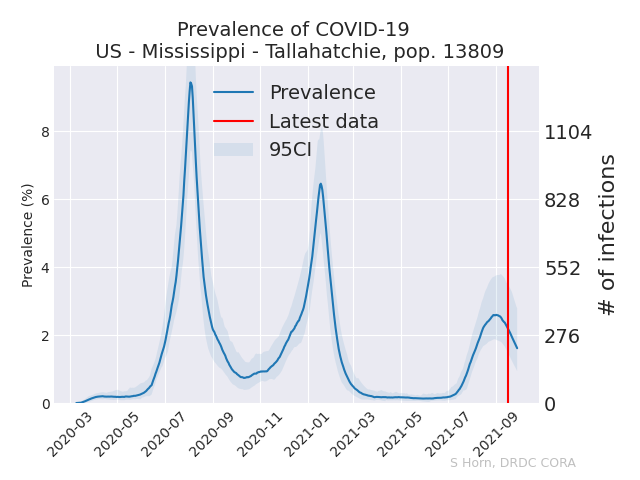 Prevalence of COVID-19
US - Mississippi - Tallahatchie, pop. 13809
Prevalence
Latest data
95CI
Prevalence (%)
8
6
4
2
0
1104
828
552
276
0
# of infections
2020-03
2020-05
2020-07
2020-09
2020-11
2021-01
2021-03
2021-05
2021-07
2021-09
S Horn, DRDC CORA